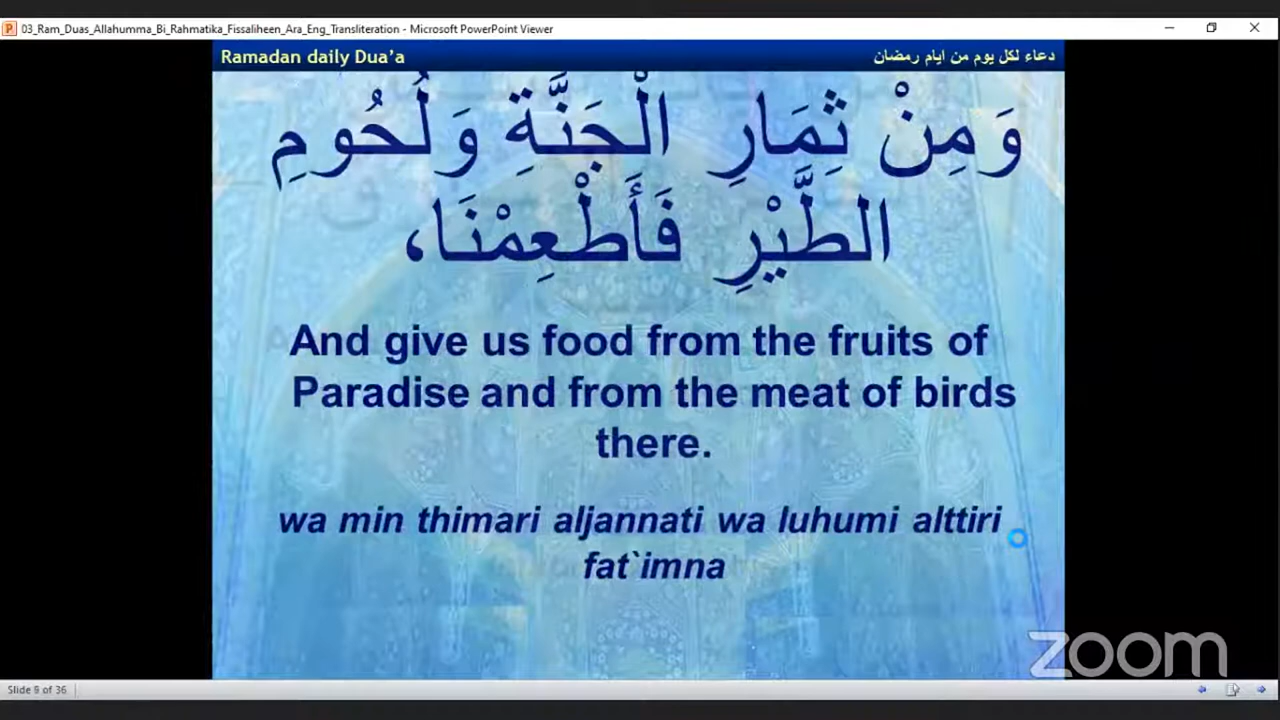 03_Ram_Duas_Allahumma_Bi_Rahmatika_Fissaliheen_Ara_Eng_Transliteration - Microsoft PowerPoint Viewer
Ramadan daily Dua’a
دعاء لكل يوم من ايام رمضان
وَمِنْ ثِمَارِ الْجَنَّةِ وَلُحُومِ
الطَّيْرِ فَأَطْعِمْنَا،
And give us food from the fruits of
Paradise and from the meat of birds
there.
wa min thimari aljannati wa luhumi alttiri
fat`imna
zoom
Slide 9 of 36